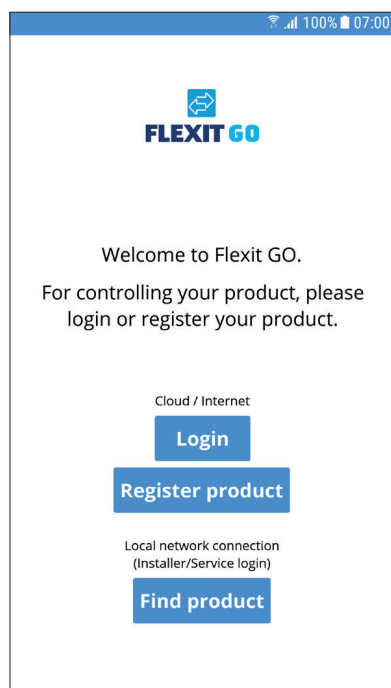 100% 07:00
FLEXIT GO
Welcome to Flexit GO.
For controlling your product, please
login or register your product.
Cloud / Internet
Login
Register product
Local network connection
(Installer/Service login)
Find product